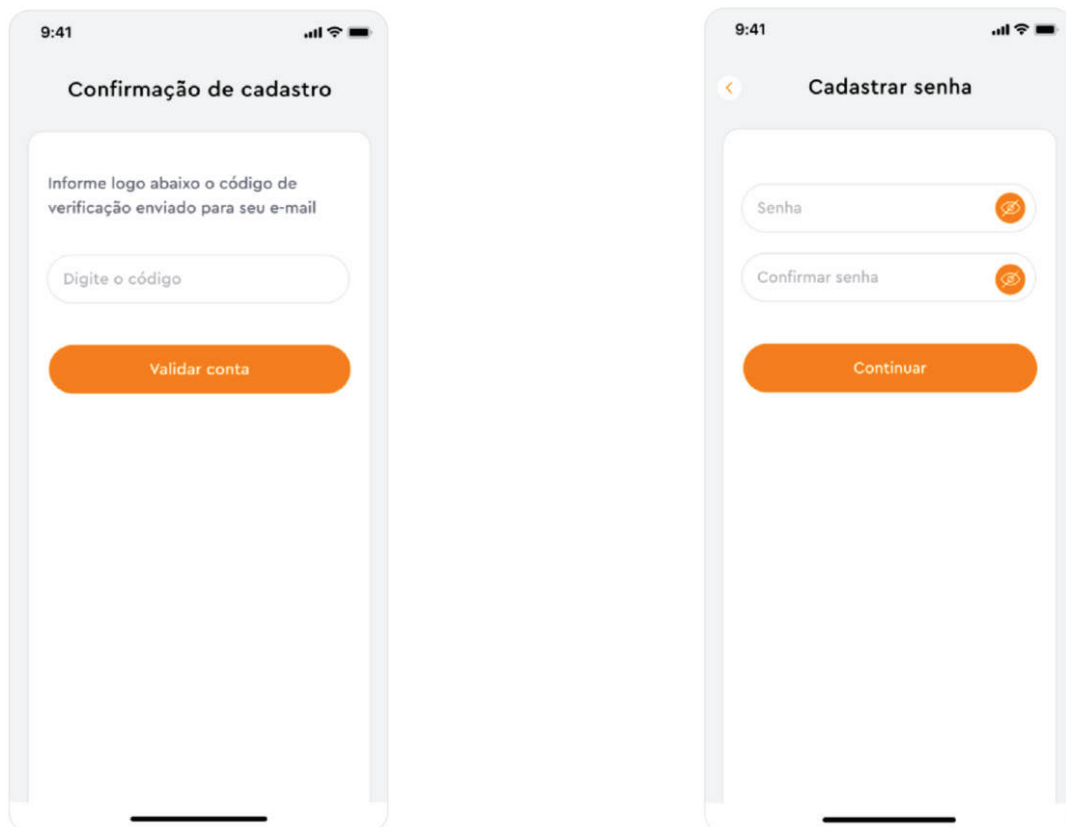 9:41
Confirmação de cadastro
Informe logo abaixo o código de
verificação enviado para seu e-mail
Digite o código
Validar conta
9:41
Cadastrar senha
Senha
Confirmar senha
Continuar